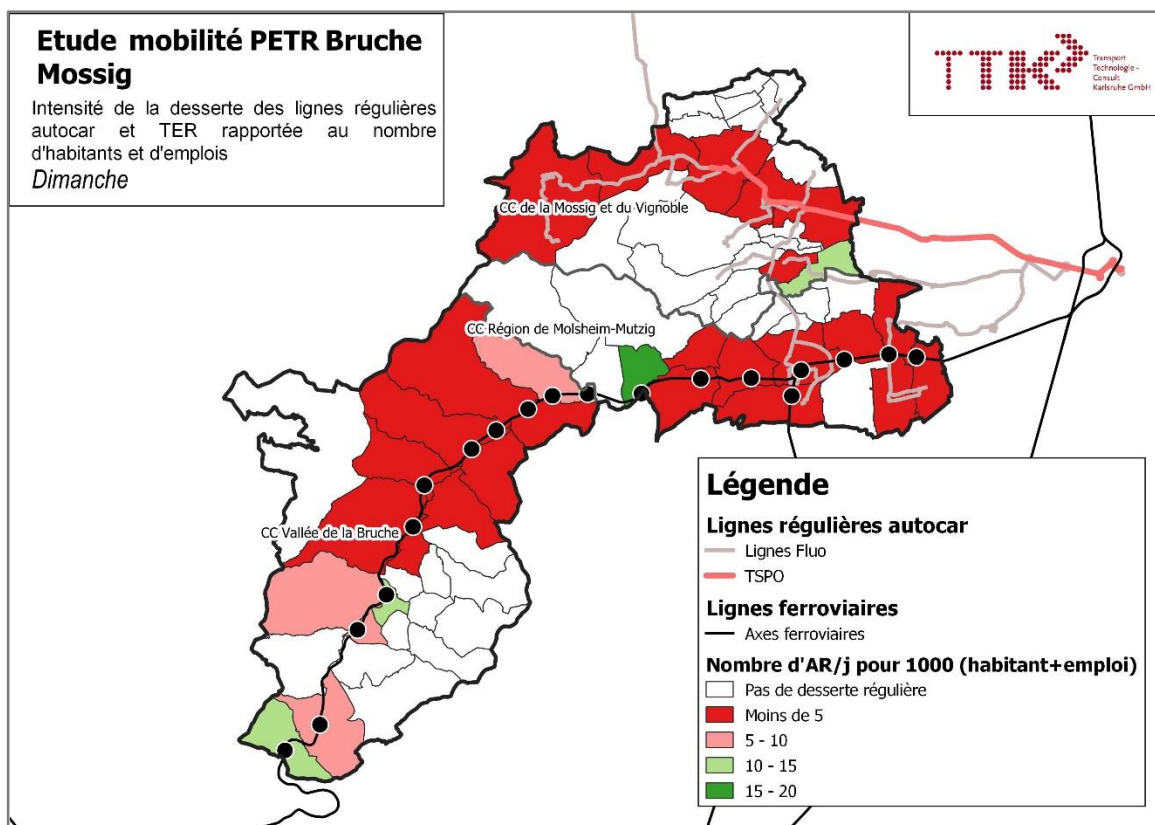 Etude mobilité PETR Bruche
Mossig
Intensité de la desserte des lignes régulières
autocar et TER rapportée au nombre
d'habitants et d'emplois
Dimanche
TTK
Transport
Technologie -
Consult
Karlsruhe GmbH
CC de la Mossig et du Vignoble
CC Région de Molsheim-Mutzig
CC Vallée de la Bruche
Légende
Lignes régulières autocar
Lignes Fluo
TSPO
Lignes ferroviaires
Axes ferroviaires
Nombre d'AR/j pour 1000 (habitant+emploi)
Pas de desserte régulière
Moins de 5
5 - 10
10 - 15
15 - 20